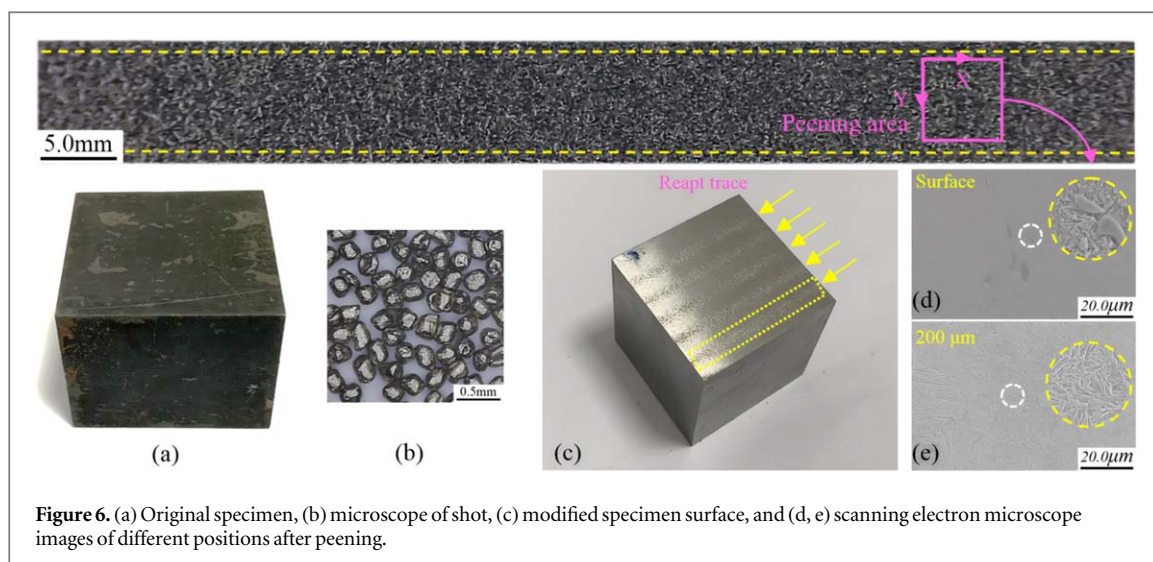 X
Y
Peening area
5.0mm
Reapt trace
Surface
(d)
20.0μm
200 μm
(e)
20.0μm
0.5mm
(a)
(b)
(c)
Figure 6. (a) Original specimen, (b) microscope of shot, (c) modified specimen surface, and (d, e) scanning electron microscope
images of different positions after peening.